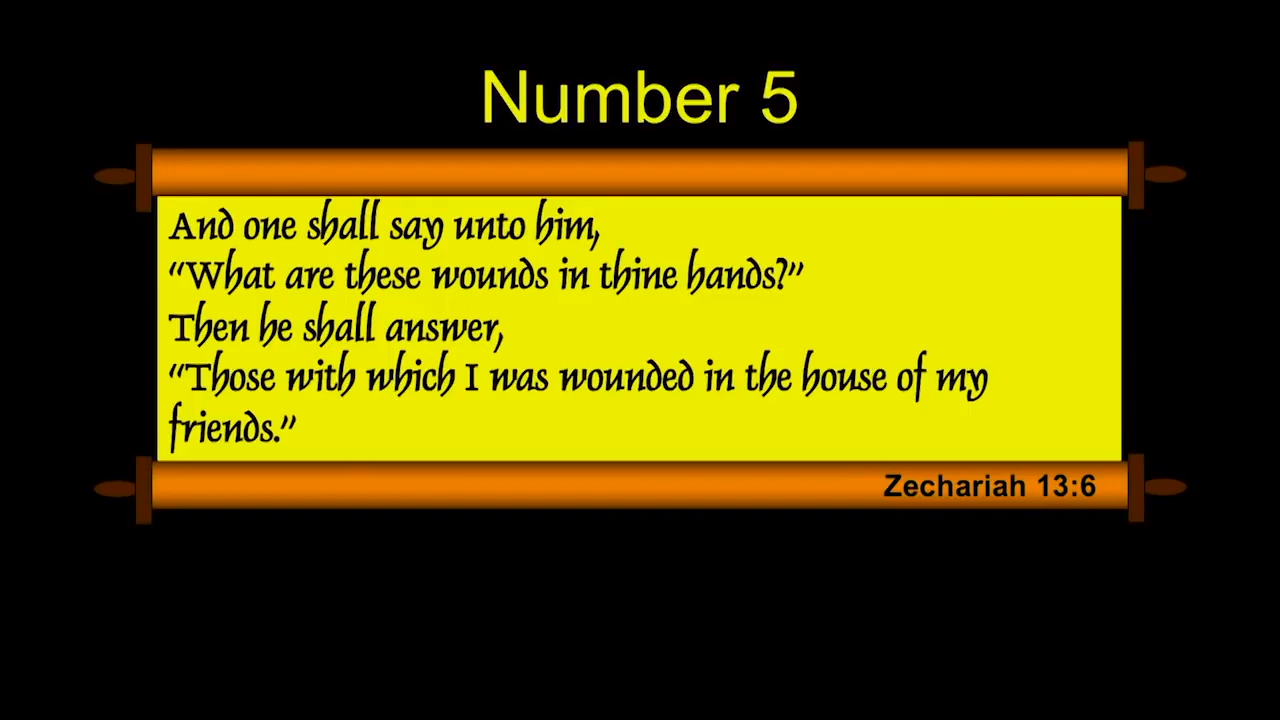 Number 5
And one shall say unto him,
“What are these wounds in thine hands?”
Then he shall answer,
“Those with which I was wounded in the house of my
friends.”
Zechariah 13:6